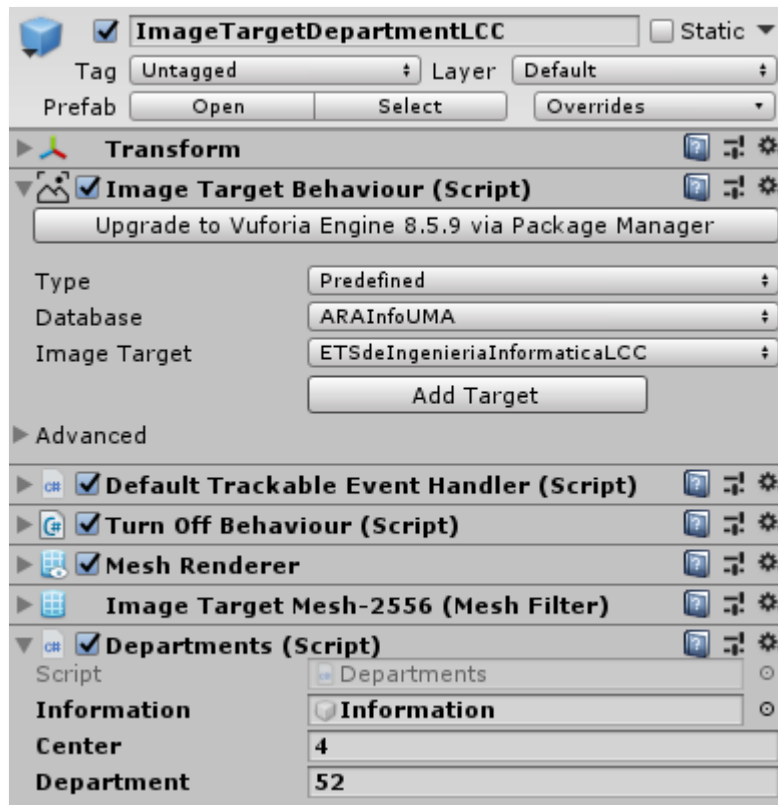 ImageTargetDepartmentLCC Static
Tag Untagged Layer Default
Prefab Open Select Overrides
Transform
Image Target Behaviour (Script)
Upgrade to Vuforia Engine 8.5.9 via Package Manager
Type Predefined
Database ARAInfoUMA
Image Target ETSdeIngenieriaInformaticaLCC
Add Target
Advanced
c# Default Trackable Event Handler (Script)
C# Turn Off Behaviour (Script)
Mesh Renderer
Image Target Mesh-2556 (Mesh Filter)
c# Departments (Script)
Script Departments
Information Information
Center 4
Department 52